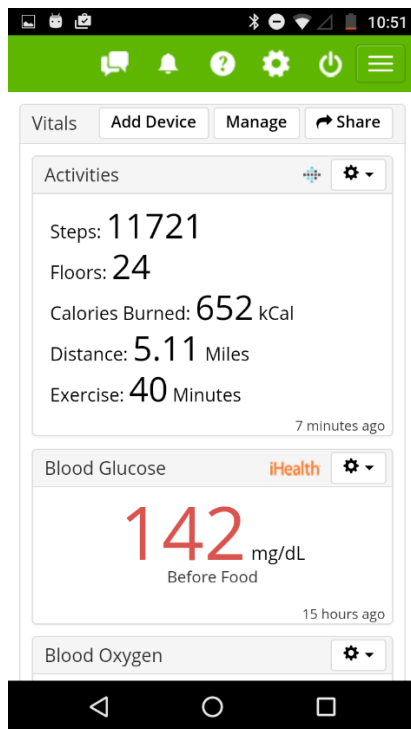 10:51
Vitals Add Device Manage Share
Activities
Steps: 11721
Floors: 24
Calories Burned: 652 kCal
Distance: 5.11 Miles
Exercise: 40 Minutes
7 minutes ago
Blood Glucose iHealth
142 mg/dL
Before Food
15 hours ago
Blood Oxygen